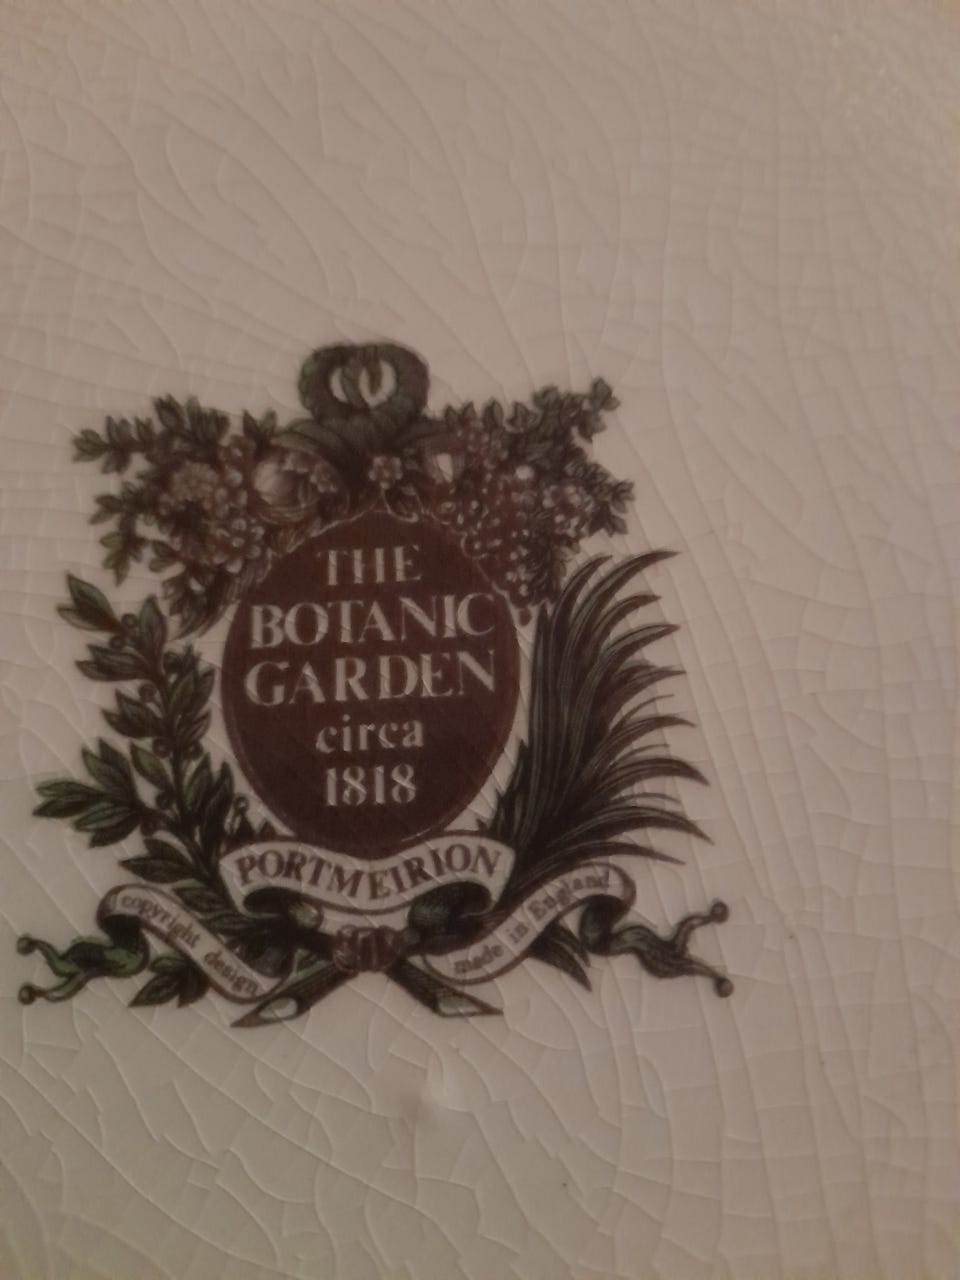 THE
BOTANIC
GARDEN
circa
1818
PORTMEIRION
copyright design
made in England